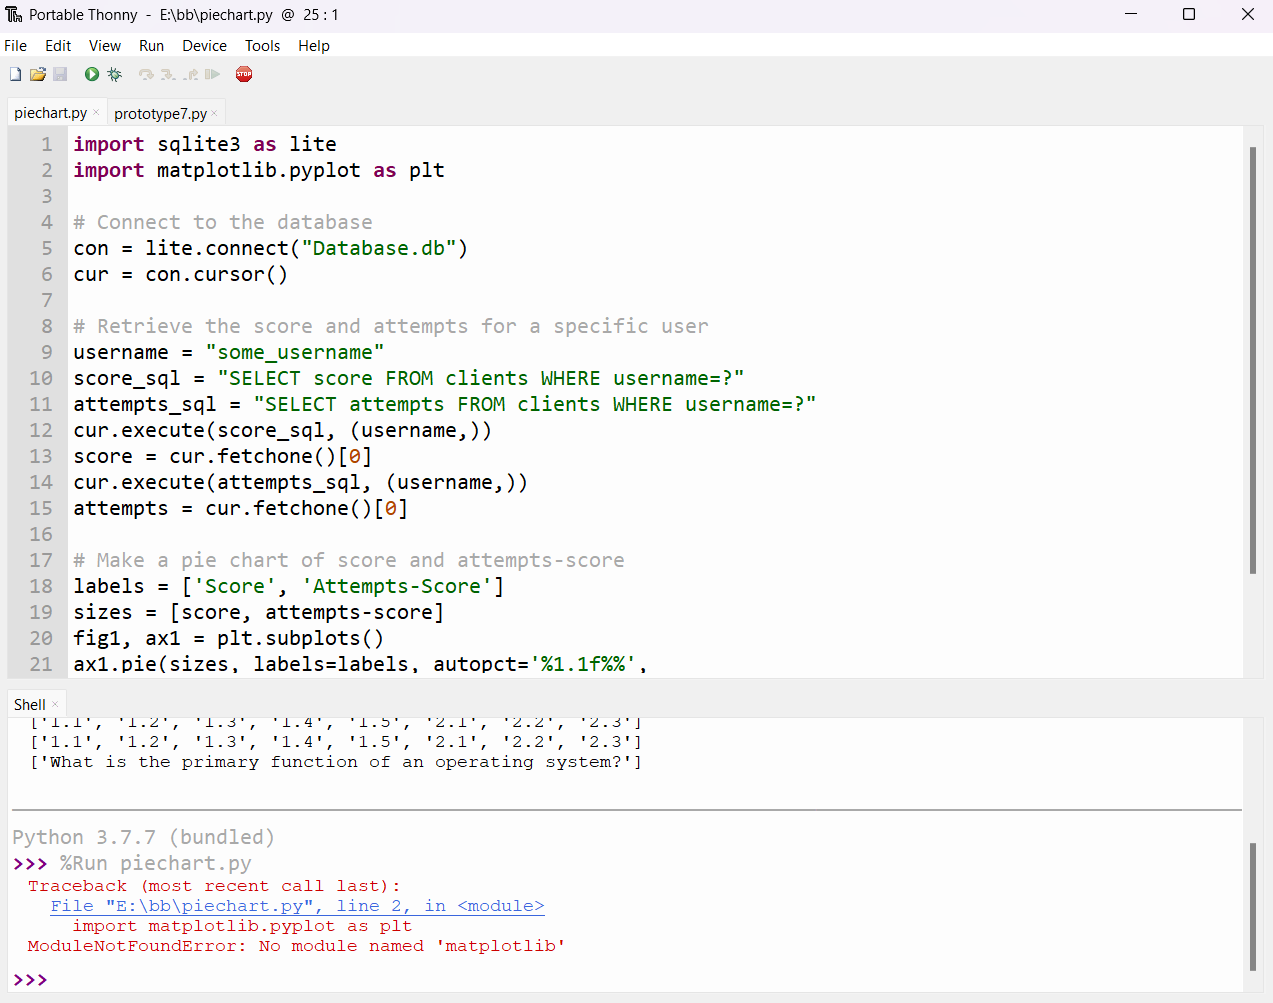 Portable Thonny - E:\bb\piechart.py @ 25 : 1
File Edit View Run Device Tools Help
STOP
piechart.py × prototype7.py ×
1 import sqlite3 as lite
2 import matplotlib.pyplot as plt
3
4 # Connect to the database
5 con = lite.connect("Database.db")
6 cur = con.cursor()
7
8 # Retrieve the score and attempts for a specific user
9 username = "some_username"
10 score_sql = "SELECT score FROM clients WHERE username=?"
11 attempts_sql = "SELECT attempts FROM clients WHERE username=?"
12 cur.execute(score_sql, (username,))
13 score = cur.fetchone()[0]
14 cur.execute(attempts_sql, (username,))
15 attempts = cur.fetchone()[0]
16
17 # Make a pie chart of score and attempts-score
18 labels = ['Score', 'Attempts-Score']
19 sizes = [score, attempts-score]
20 fig1, ax1 = plt.subplots()
21 ax1.pie(sizes, labels=labels, autopct='%1.1f%%',
Shell ×
['1.1', '1.2', '1.3', '1.4', '1.5', '2.1', '2.2', '2.3']
['1.1', '1.2', '1.3', '1.4', '1.5', '2.1', '2.2', '2.3']
['What is the primary function of an operating system?']
Python 3.7.7 (bundled)
>>> %Run piechart.py
Traceback (most recent call last):
File "E:\bb\piechart.py", line 2, in <module>
import matplotlib.pyplot as plt
ModuleNotFoundError: No module named 'matplotlib'
>>>